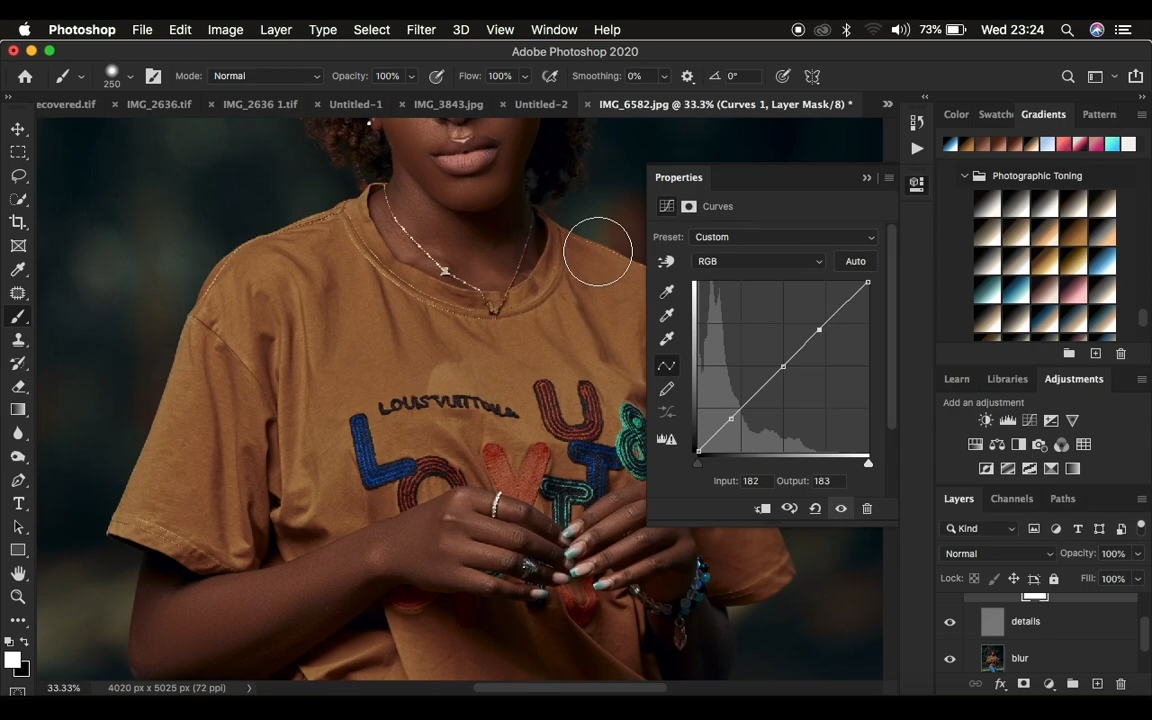 Photoshop File Edit Image Layer Type Select Filter 3D View Window Help 73% Wed 23:24
Adobe Photoshop 2020
250 Mode: Normal Opacity: 100% Flow: 100% Smoothing: 0% 0°
ecovered.tif IMG_2636.tif IMG_2636 1.tif Untitled-1 IMG_3843.jpg Untitled-2 IMG_6582.jpg @ 33.3% (Curves 1, Layer Mask/8) *
Color Swatch Gradients Pattern
Photographic Toning
Properties
Curves
Preset: Custom
RGB Auto
Input: 182 Output: 183
Learn Libraries Adjustments
Add an adjustment
Layers Channels Paths
Kind
Normal Opacity: 100%
Lock: Fill: 100%
details
blur
LOUIS VUITTON
L O V
U &
T T
33.33% 4020 px x 5025 px (72 ppi)